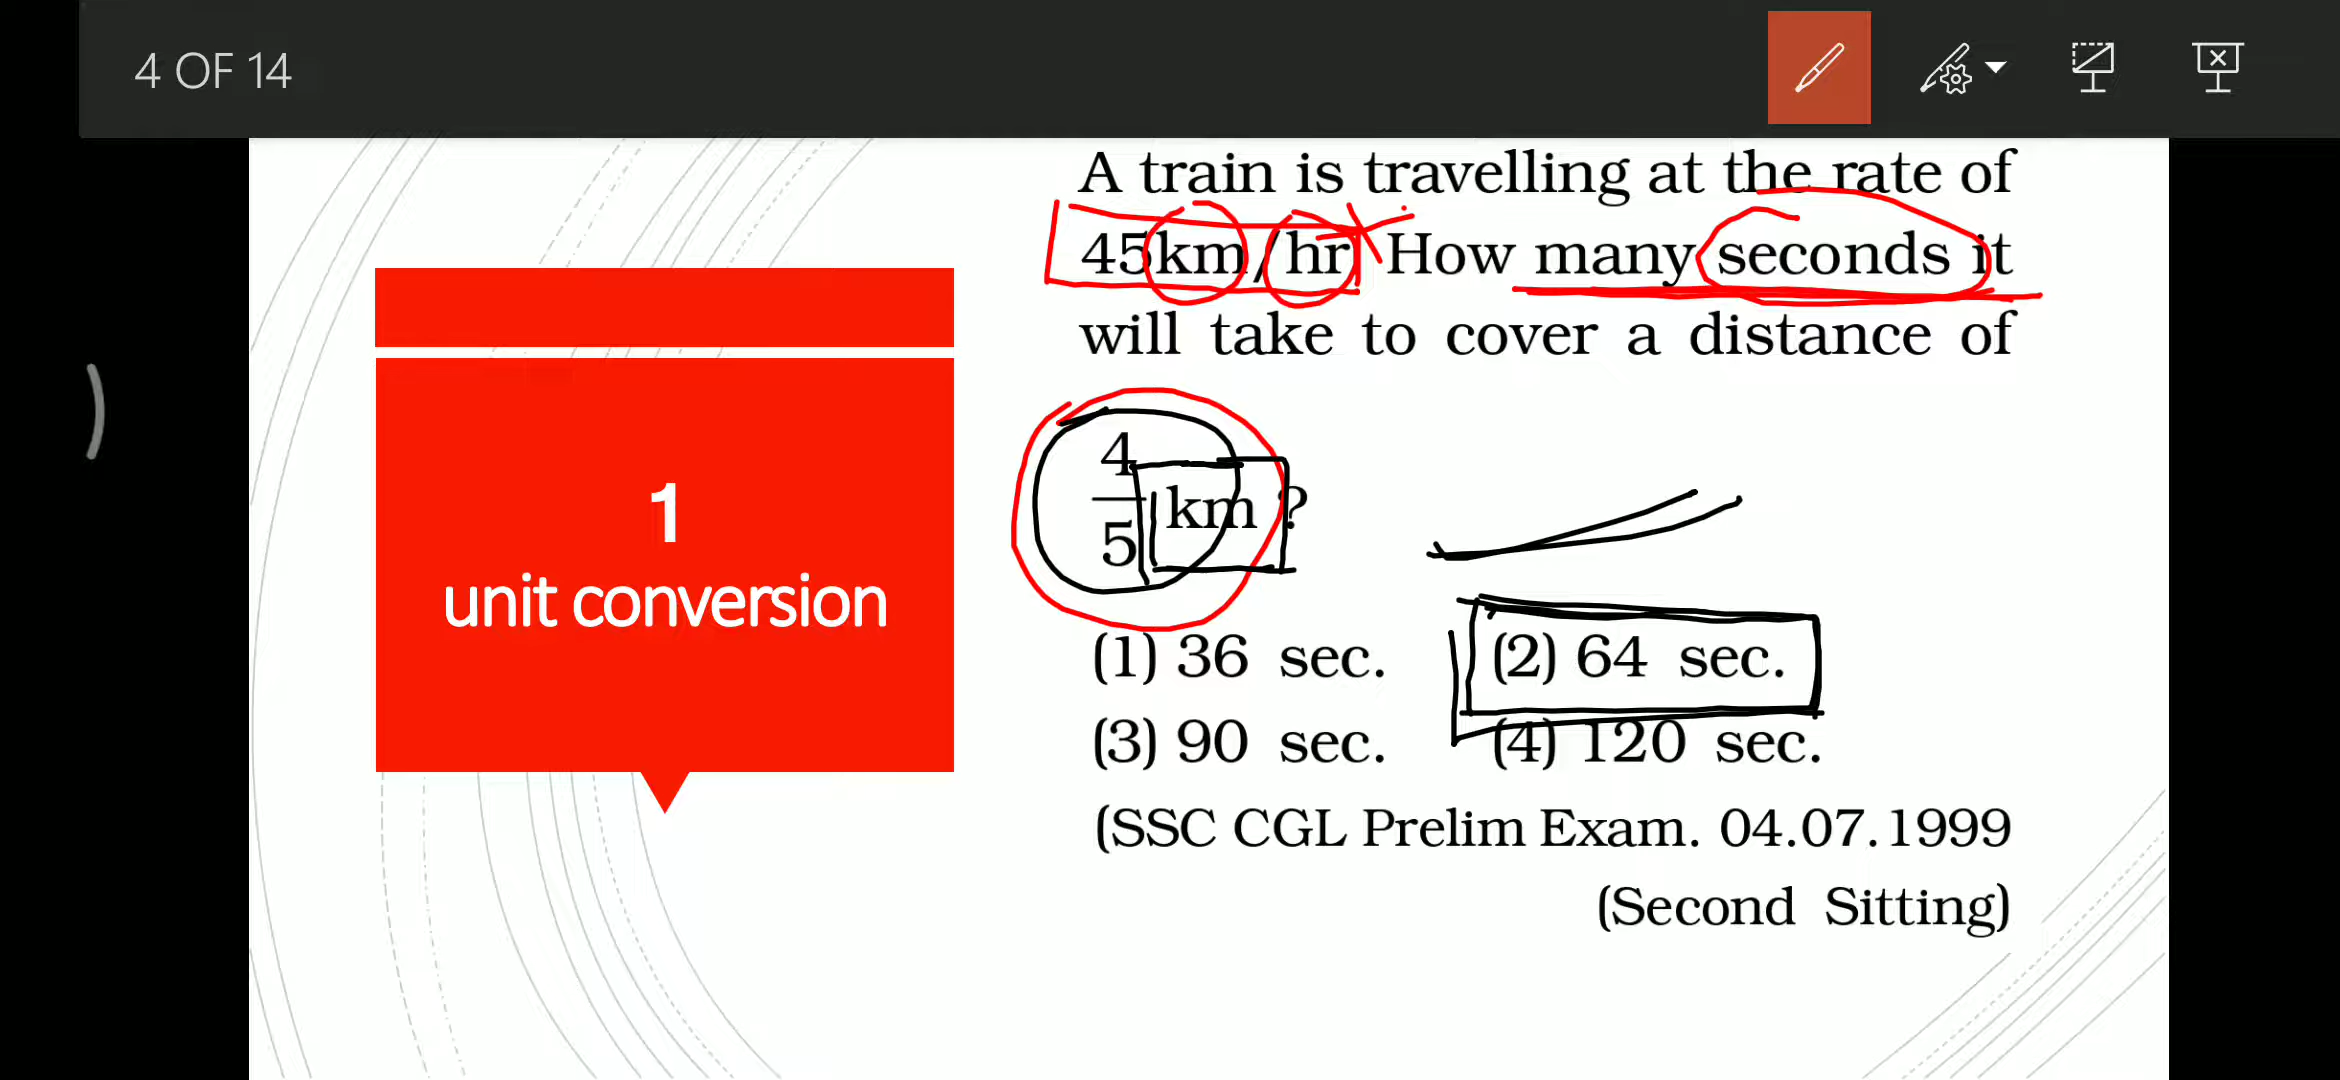 4 OF 14
A train is travelling at the rate of
45km/hr. How many seconds it
will take to cover a distance of
4/5 km ?
(1) 36 sec. (2) 64 sec.
(3) 90 sec. (4) 120 sec.
(SSC CGL Prelim Exam. 04.07.1999
(Second Sitting)
1
unit conversion